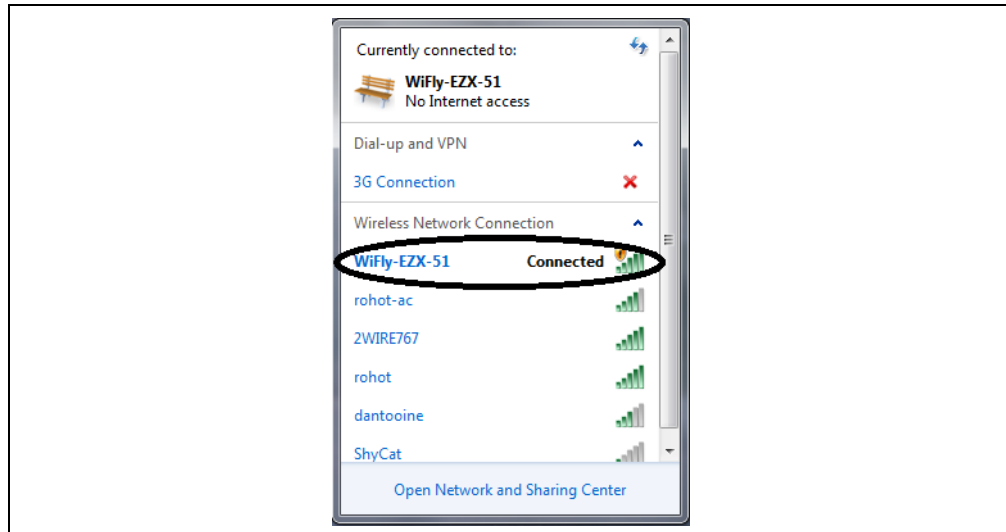 Currently connected to:
WiFly-EZX-51
No Internet access
Dial-up and VPN
3G Connection
Wireless Network Connection
WiFly-EZX-51 Connected
rohot-ac
2WIRE767
rohot
dantooine
ShyCat
Open Network and Sharing Center